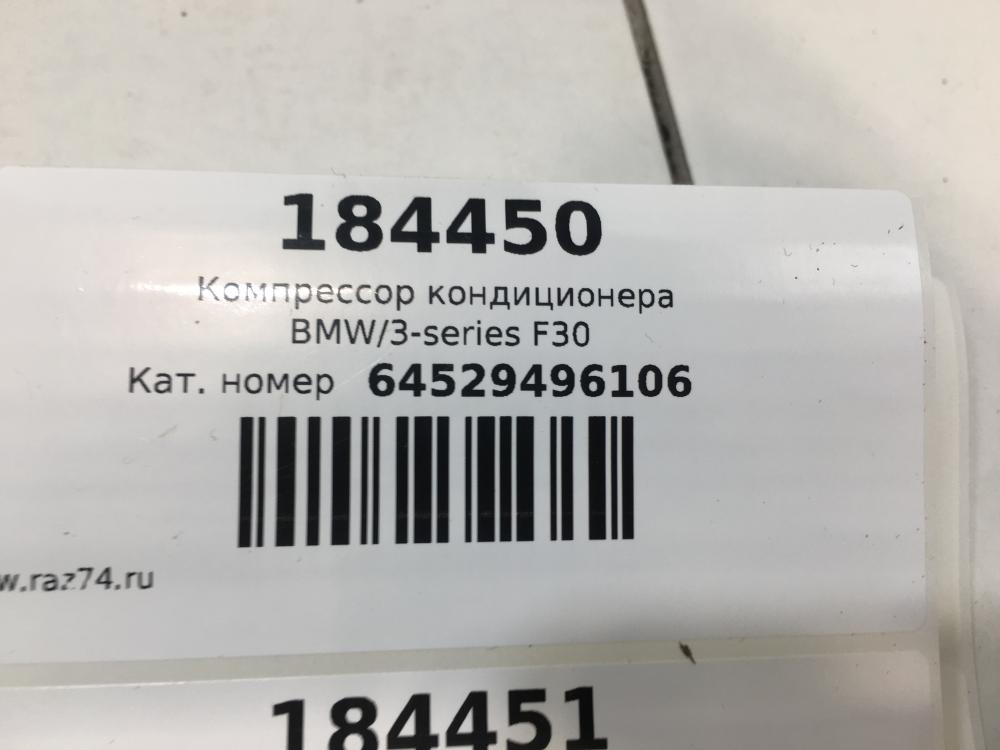 184450
Компрессор кондиционера
BMW/3-series F30
Кат. номер 64529496106
w.raz74.ru
184451